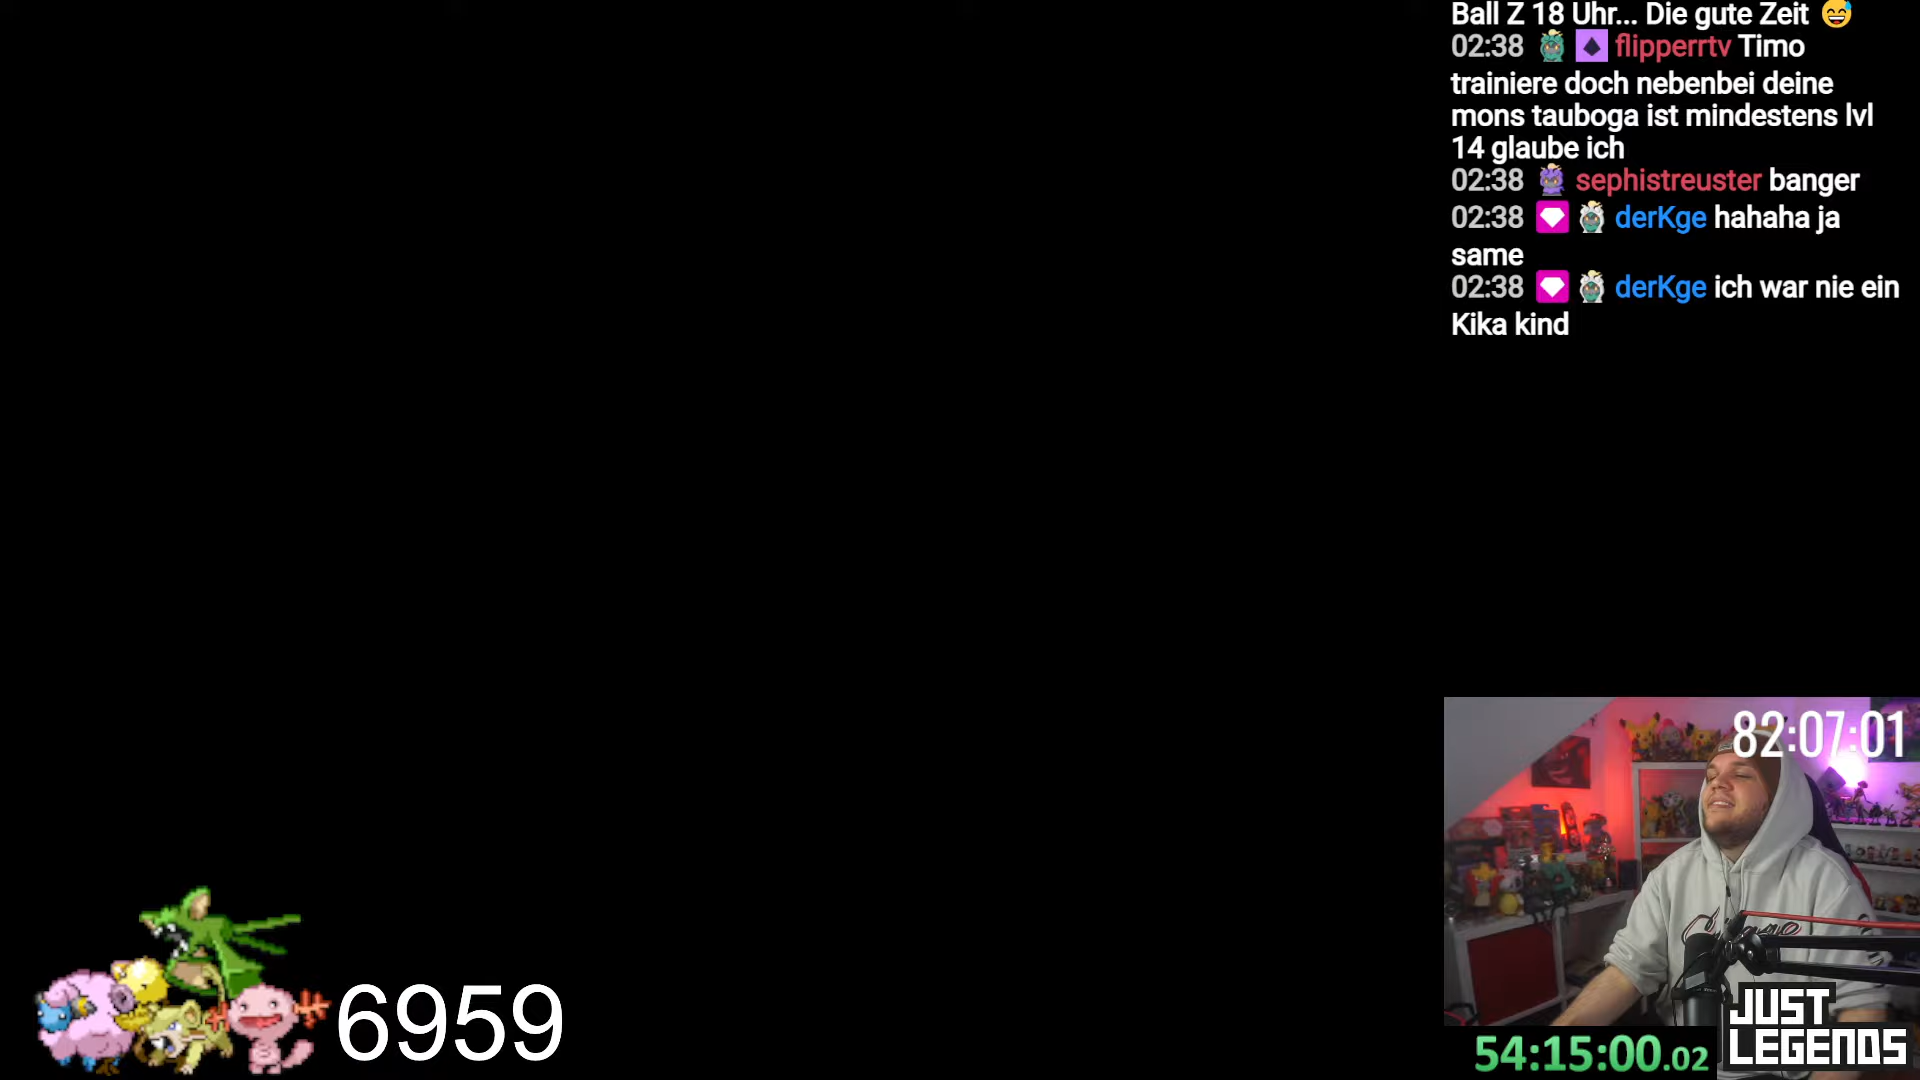 Ball Z 18 Uhr... Die gute Zeit 😅
02:38 flipperrtv Timo
trainiere doch nebenbei deine
mons tauboga ist mindestens lvl
14 glaube ich
02:38 sephistreuster banger
02:38 derKge hahaha ja
same
02:38 derKge ich war nie ein
Kika kind
82:07:01
6959
54:15:00.02
JUST
LEGENDS